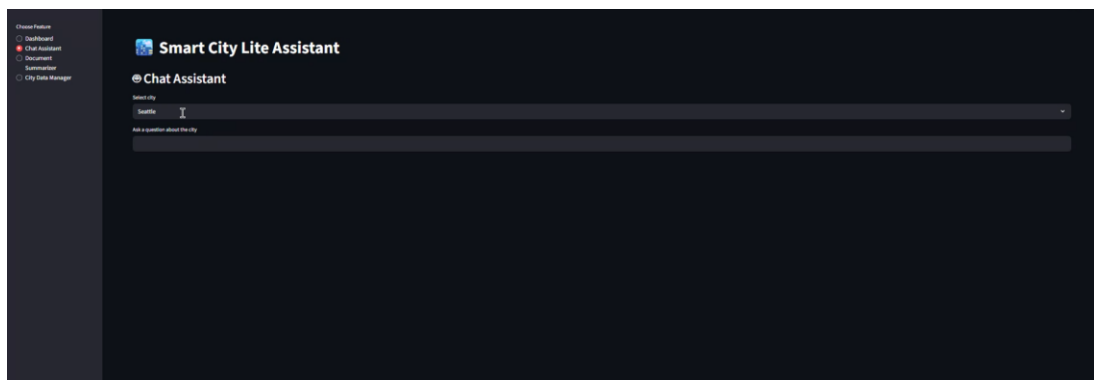 Choose Feature
Dashboard
Chat Assistant
Document
Summarizer
City Data Manager
Smart City Lite Assistant
Chat Assistant
Select city
Seattle
Ask a question about the city